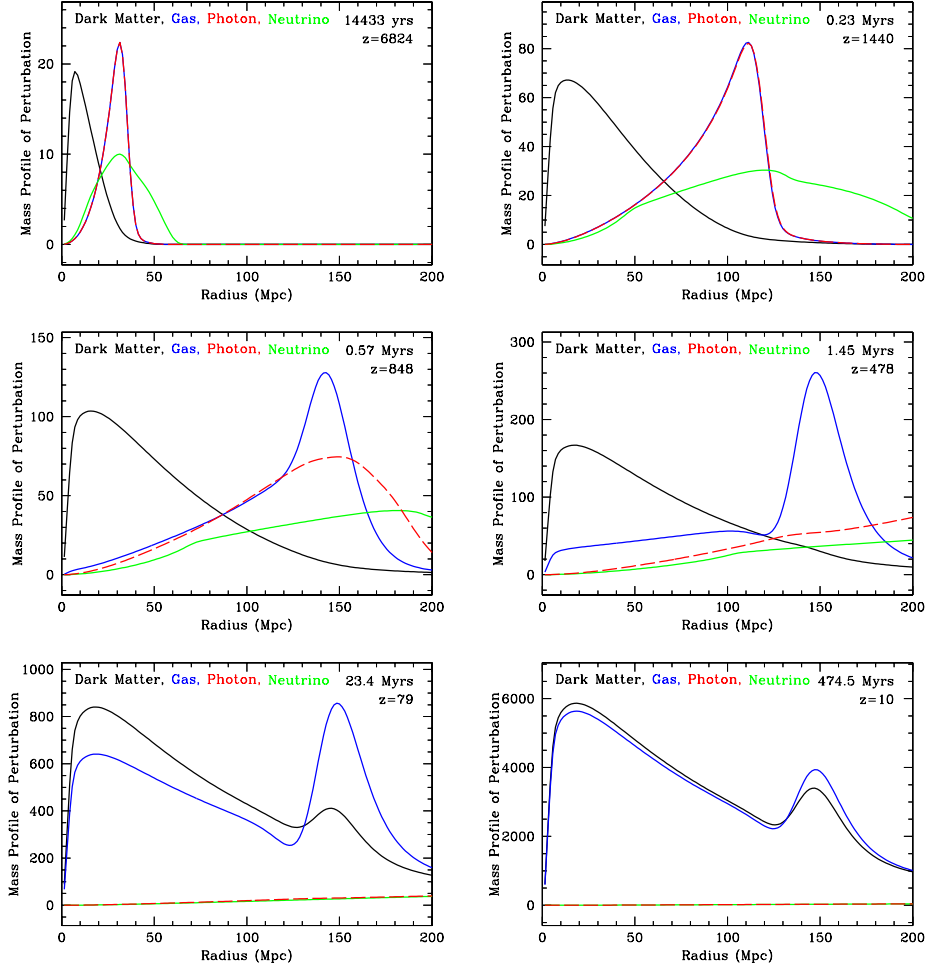 Dark Matter, Gas, Photon, Neutrino 14433 yrs
z=6824
Mass Profile of Perturbation
20
10
0
0 50 100 150 200
Radius (Mpc)
Dark Matter, Gas, Photon, Neutrino 0.23 Myrs
z=1440
Mass Profile of Perturbation
80
60
40
20
0
0 50 100 150 200
Radius (Mpc)
Dark Matter, Gas, Photon, Neutrino 0.57 Myrs
z=848
Mass Profile of Perturbation
150
100
50
0
0 50 100 150 200
Radius (Mpc)
Dark Matter, Gas, Photon, Neutrino 1.45 Myrs
z=478
Mass Profile of Perturbation
300
200
100
0
0 50 100 150 200
Radius (Mpc)
Dark Matter, Gas, Photon, Neutrino 23.4 Myrs
z=79
Mass Profile of Perturbation
1000
800
600
400
200
0
0 50 100 150 200
Radius (Mpc)
Dark Matter, Gas, Photon, Neutrino 474.5 Myrs
z=10
Mass Profile of Perturbation
6000
4000
2000
0
0 50 100 150 200
Radius (Mpc)